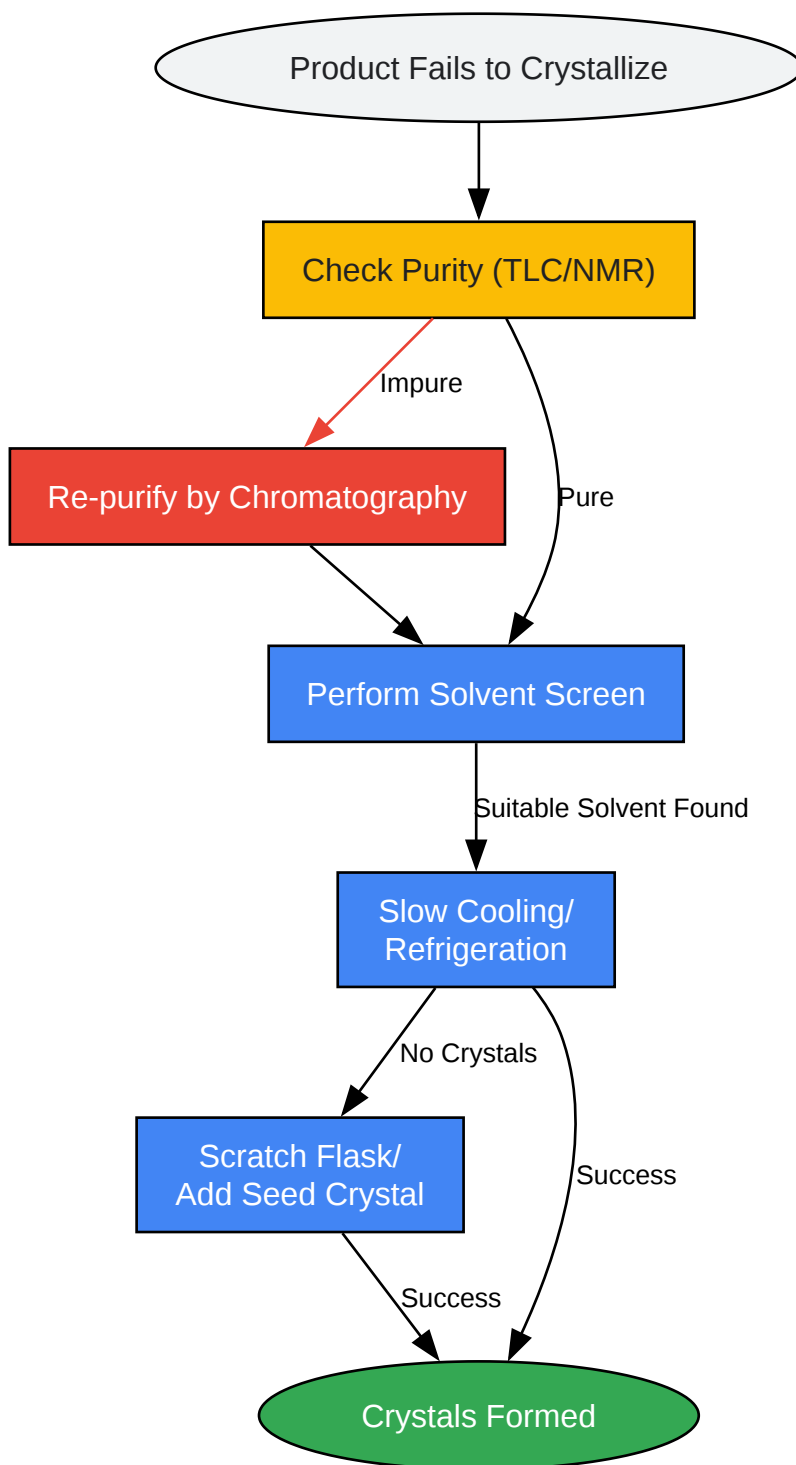 Product Fails to Crystallize
Check Purity (TLC/NMR)
Impure
Re-purify by Chromatography
Pure
Perform Solvent Screen
Suitable Solvent Found
Slow Cooling/
Refrigeration
No Crystals
Scratch Flask/
Add Seed Crystal
Success
Success
Crystals Formed